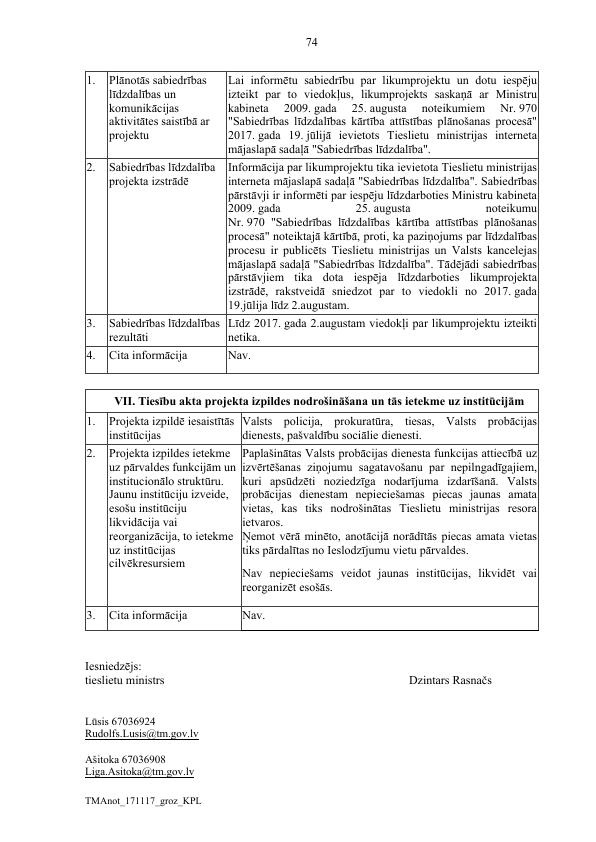 74
1. Plānotās sabiedrības
līdzdalības un
komunikācijas
aktivitātes saistībā ar
projektu
Lai informētu sabiedrību par likumprojektu un dotu iespēju
izteikt par to viedokļus, likumprojekts saskaņā ar Ministru
kabineta 2009. gada 25. augusta noteikumiem Nr. 970
"Sabiedrības līdzdalības kārtība attīstības plānošanas procesā"
2017. gada 19. jūlijā ievietots Tieslietu ministrijas interneta
mājaslapā sadaļā "Sabiedrības līdzdalība".
2. Sabiedrības līdzdalība
projekta izstrādē
Informācija par likumprojektu tika ievietota Tieslietu ministrijas
interneta mājaslapā sadaļā "Sabiedrības līdzdalība". Sabiedrības
pārstāvji ir informēti par iespēju līdzdarboties Ministru kabineta
2009. gada 25. augusta noteikumu
Nr. 970 "Sabiedrības līdzdalības kārtība attīstības plānošanas
procesā" noteiktajā kārtībā, proti, ka paziņojums par līdzdalības
procesu ir publicēts Tieslietu ministrijas un Valsts kancelejas
mājaslapā sadaļā "Sabiedrības līdzdalība". Tādējādi sabiedrības
pārstāvjiem tika dota iespēja līdzdarboties likumprojekta
izstrādē, rakstveidā sniedzot par to viedokli no 2017. gada
19.jūlija līdz 2.augustam.
3. Sabiedrības līdzdalības
rezultāti
Līdz 2017. gada 2.augustam viedokļi par likumprojektu izteikti
netika.
4. Cita informācija
Nav.
VII. Tiesību akta projekta izpildes nodrošināšana un tās ietekme uz institūcijām
1. Projekta izpildē iesaistītās
institūcijas
Valsts policija, prokuratūra, tiesas, Valsts probācijas
dienests, pašvaldību sociālie dienesti.
2. Projekta izpildes ietekme
uz pārvaldes funkcijām un
institucionālo struktūru.
Jaunu institūciju izveide,
esošu institūciju
likvidācija vai
reorganizācija, to ietekme
uz institūcijas
cilvēkresursiem
Paplašinātas Valsts probācijas dienesta funkcijas attiecībā uz
izvērtēšanas ziņojumu sagatavošanu par nepilngadīgajiem,
kuri apsūdzēti noziedzīga nodarījuma izdarīšanā. Valsts
probācijas dienestam nepieciešamas piecas jaunas amata
vietas, kas tiks nodrošinātas Tieslietu ministrijas resora
ietvaros.
Ņemot vērā minēto, anotācijā norādītās piecas amata vietas
tiks pārdalītas no Ieslodzījumu vietu pārvaldes.
Nav nepieciešams veidot jaunas institūcijas, likvidēt vai
reorganizēt esošās.
3. Cita informācija
Nav.
Iesniedzējs:
tieslietu ministrs Dzintars Rasnačs
Lūsis 67036924
Rudolfs.Lusis@tm.gov.lv
Ašitoka 67036908
Liga.Asitoka@tm.gov.lv
TMAnot_171117_groz_KPL